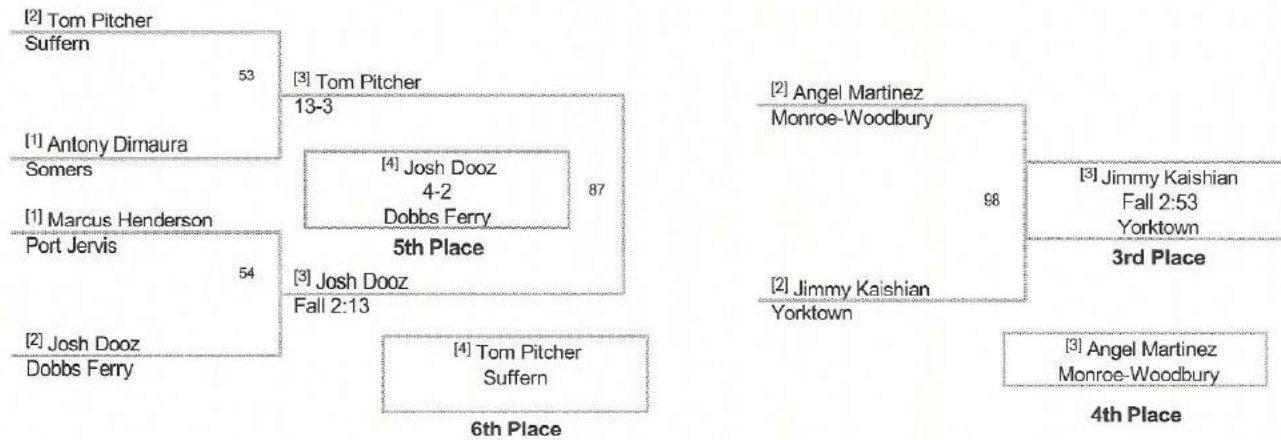 [2] Tom Pitcher
Suffern
53
[3] Tom Pitcher
13-3
[1] Antony Dimaura
Somers
[4] Josh Dooz
4-2
Dobbs Ferry
87
5th Place
[1] Marcus Henderson
Port Jervis
54
[3] Josh Dooz
Fall 2:13
[2] Josh Dooz
Dobbs Ferry
[4] Tom Pitcher
Suffern
6th Place
[2] Angel Martinez
Monroe-Woodbury
98
[3] Jimmy Kaishian
Fall 2:53
Yorktown
3rd Place
[2] Jimmy Kaishian
Yorktown
[3] Angel Martinez
Monroe-Woodbury
4th Place